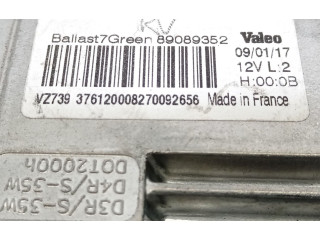 Ballast7Green 89089352 Valeo
09/01/17
12V L:2
H:00:0B
VZ739 376120008270092656 Made in France
D3R/S-35W
D4R/S-35W
DOT2000h